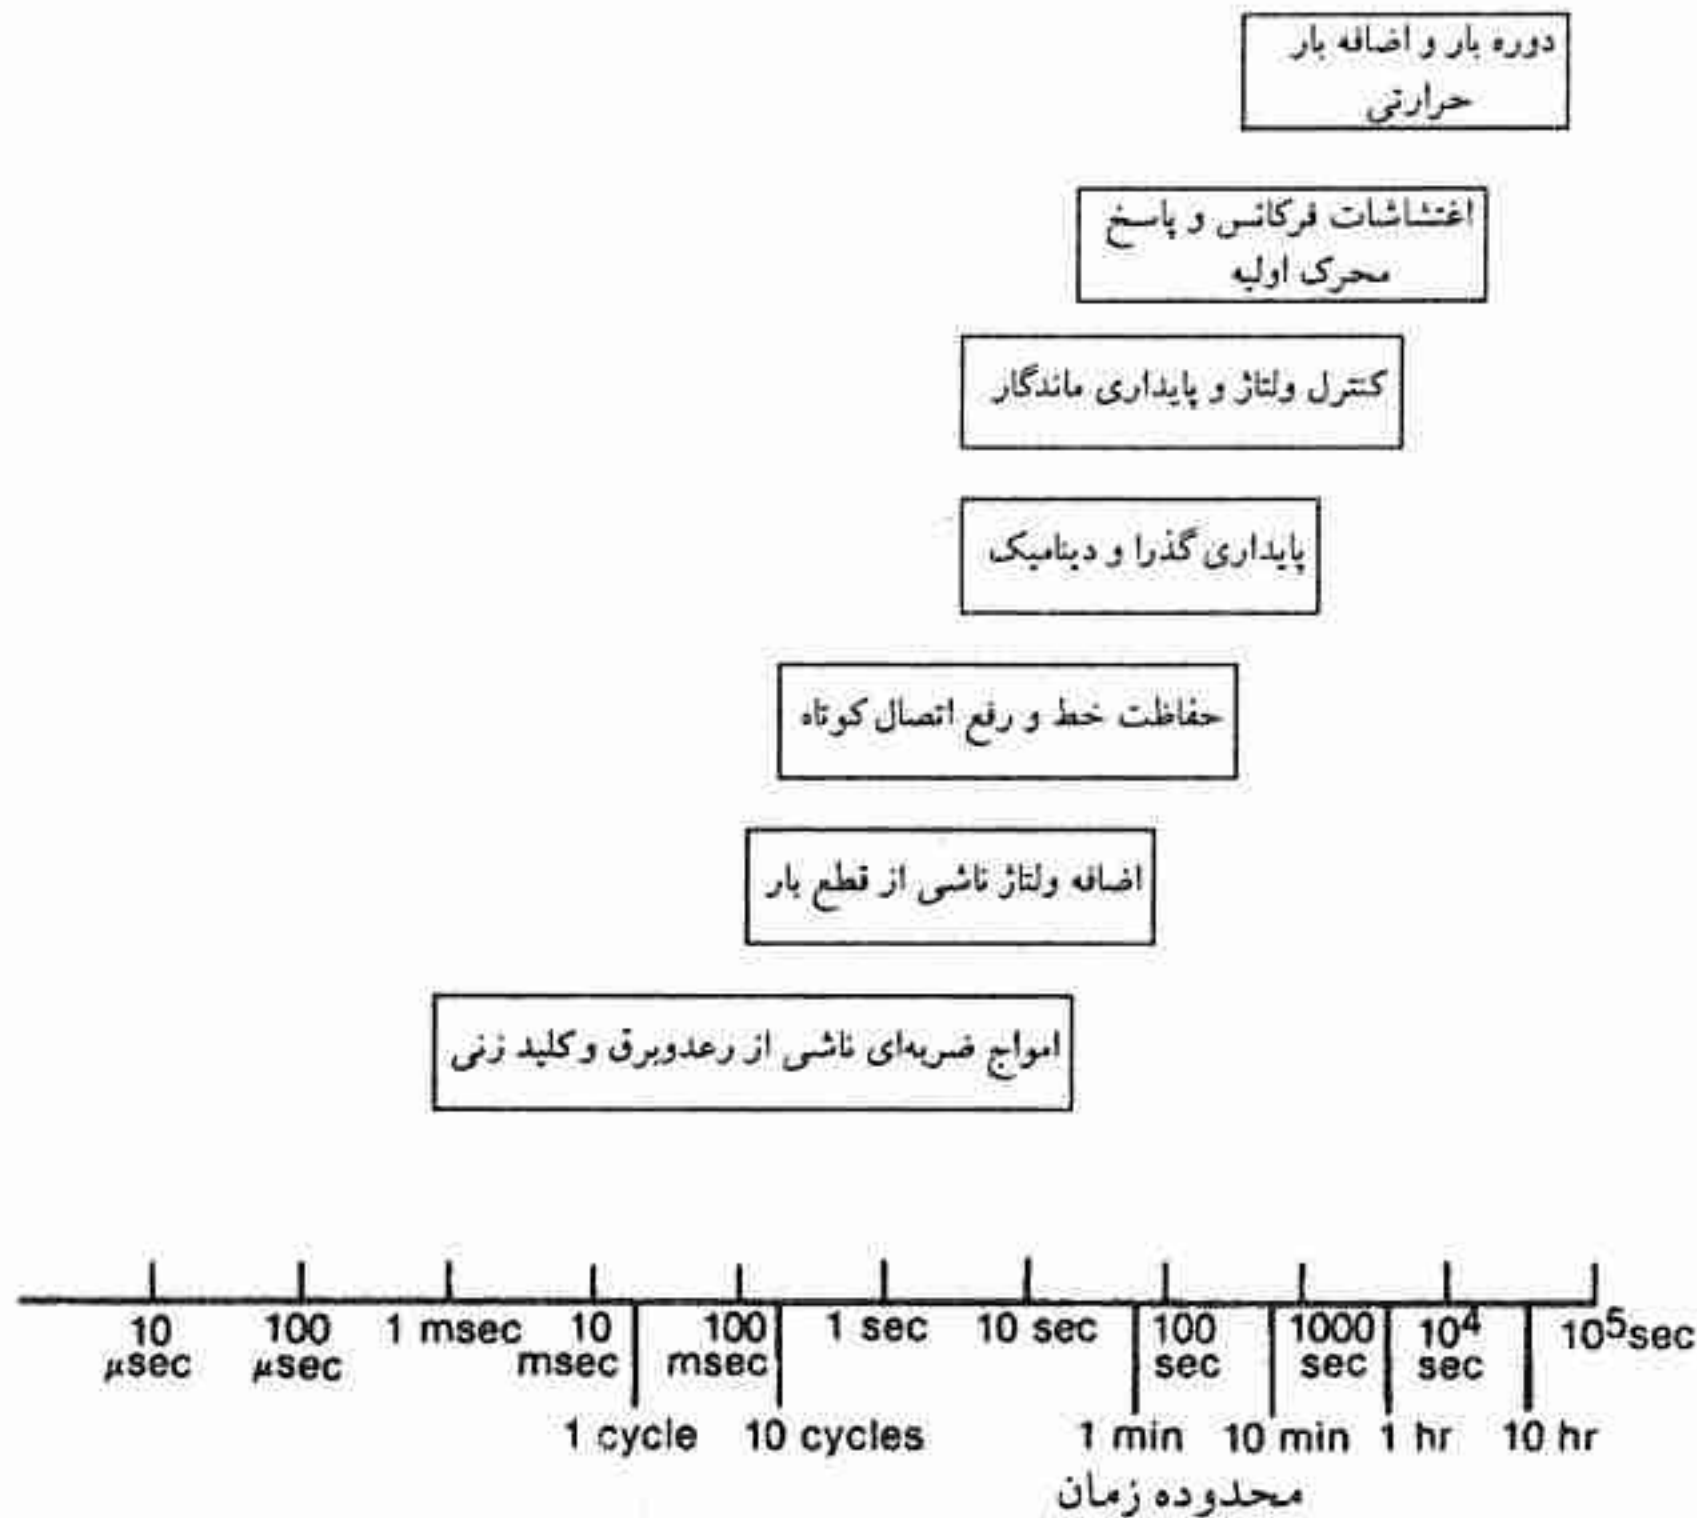 دوره بار و اضافه بار
حرارتی
اغتشاشات فرکانس و پاسخ
محرک اولیه
کنترل ولتاژ و پایداری ماندگار
پایداری گذرا و دینامیک
حفاظت خط و رفع اتصال کوتاه
اضافه ولتاژ ناشی از قطع بار
امواج ضربه‌ای ناشی از رعدوبرق و کلید زنی
10 100 1 msec 10 100 1 sec 10 sec 100 1000 10⁴ 10⁵sec
μsec μsec msec msec sec sec sec
1 cycle 10 cycles 1 min 10 min 1 hr 10 hr
محدوده زمان